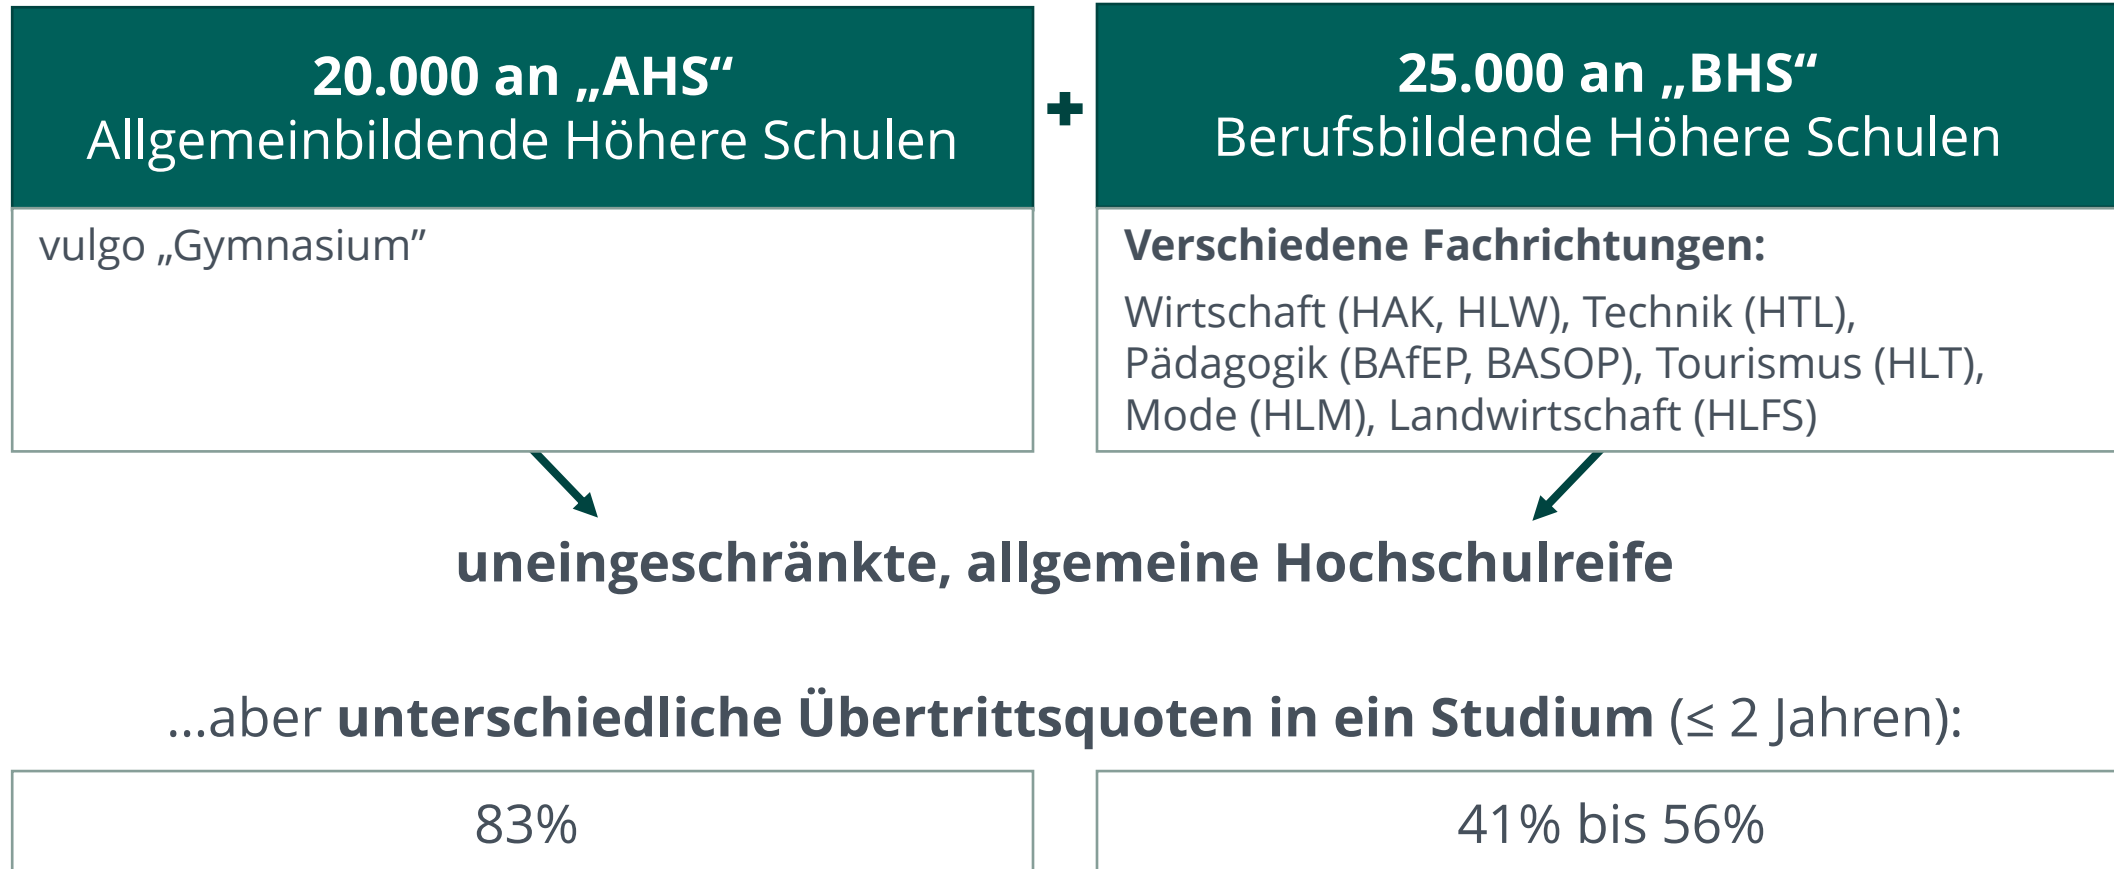 20.000 an „AHS“
Allgemeinbildende Höhere Schulen
+
25.000 an „BHS“
Berufsbildende Höhere Schulen
vulgo „Gymnasium”
Verschiedene Fachrichtungen:
Wirtschaft (HAK, HLW), Technik (HTL),
Pädagogik (BAfEP, BASOP), Tourismus (HLT),
Mode (HLM), Landwirtschaft (HLFS)
uneingeschränkte, allgemeine Hochschulreife
...aber unterschiedliche Übertrittsquoten in ein Studium (≤ 2 Jahren):
83%
41% bis 56%